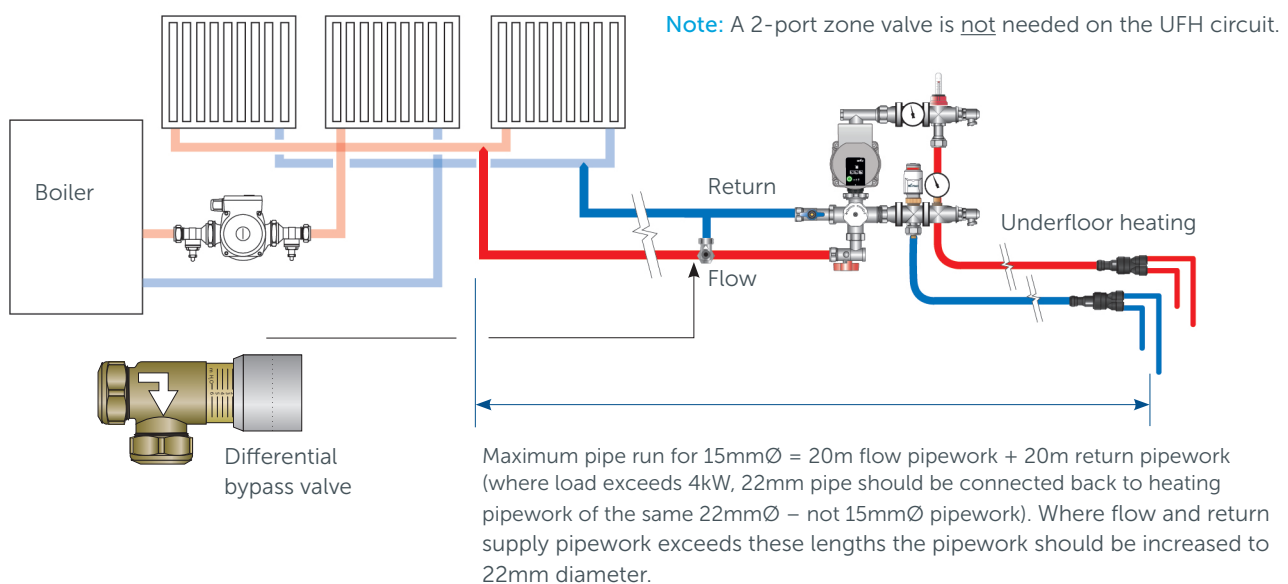 Note: A 2-port zone valve is not needed on the UFH circuit.
Boiler
Return
Underfloor heating
Flow
Differential
bypass valve
Maximum pipe run for 15mmØ = 20m flow pipework + 20m return pipework
(where load exceeds 4kW, 22mm pipe should be connected back to heating
pipework of the same 22mmØ – not 15mmØ pipework). Where flow and return
supply pipework exceeds these lengths the pipework should be increased to
22mm diameter.